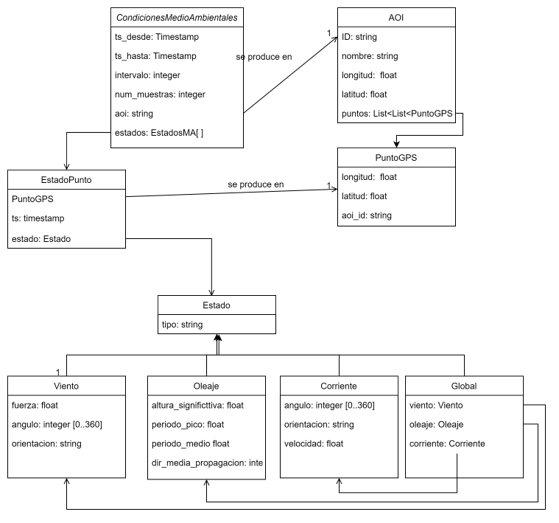 CondicionesMedioAmbientales
ts_desde: Timestamp
ts_hasta: Timestamp
intervalo: integer
num_muestras: integer
aoi: string
estados: EstadosMA[ ]
se produce en
1
AOI
ID: string
nombre: string
longitud: float
latitud: float
puntos: List<List<PuntoGPS
EstadoPunto
PuntoGPS
ts: timestamp
estado: Estado
se produce en
1
PuntoGPS
longitud: float
latitud: float
aoi_id: string
Estado
tipo: string
1
Viento
fuerza: float
angulo: integer [0..360]
orientacion: string
Oleaje
altura_significttiva: float
periodo_pico: float
periodo_medio float
dir_media_propagacion: inte
Corriente
angulo: integer [0..360]
orientacion: string
velocidad: float
Global
viento: Viento
oleaje: Oleaje
corriente: Corriente